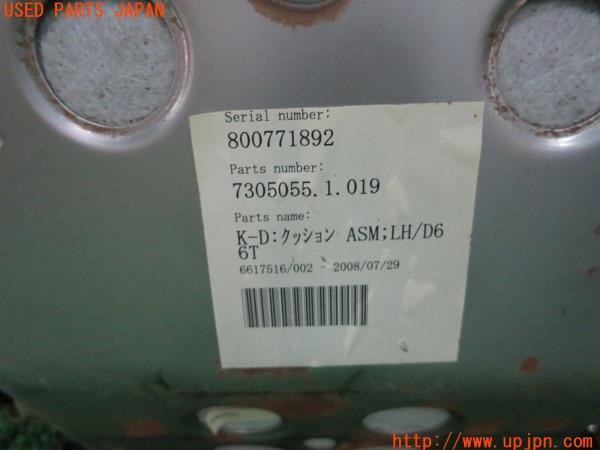 USED PARTS JAPAN
Serial number:
800771892
Parts number:
7305055.1.019
Parts name:
K-D:クッション ASM;LH/D6
6T
6617516/002 - 2008/07/29
http://www.upjpn.com